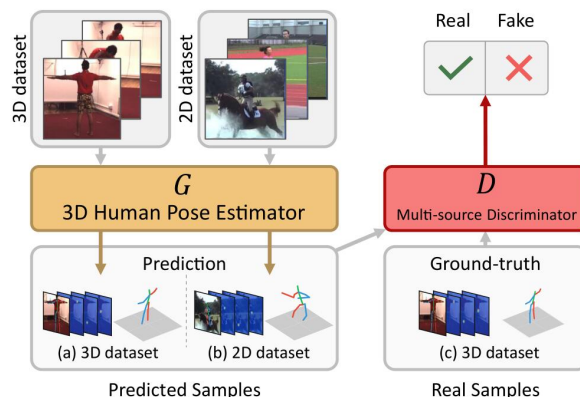 3D dataset
2D dataset
Real Fake
G
3D Human Pose Estimator
D
Multi-source Discriminator
Prediction
(a) 3D dataset
(b) 2D dataset
Predicted Samples
Ground-truth
(c) 3D dataset
Real Samples